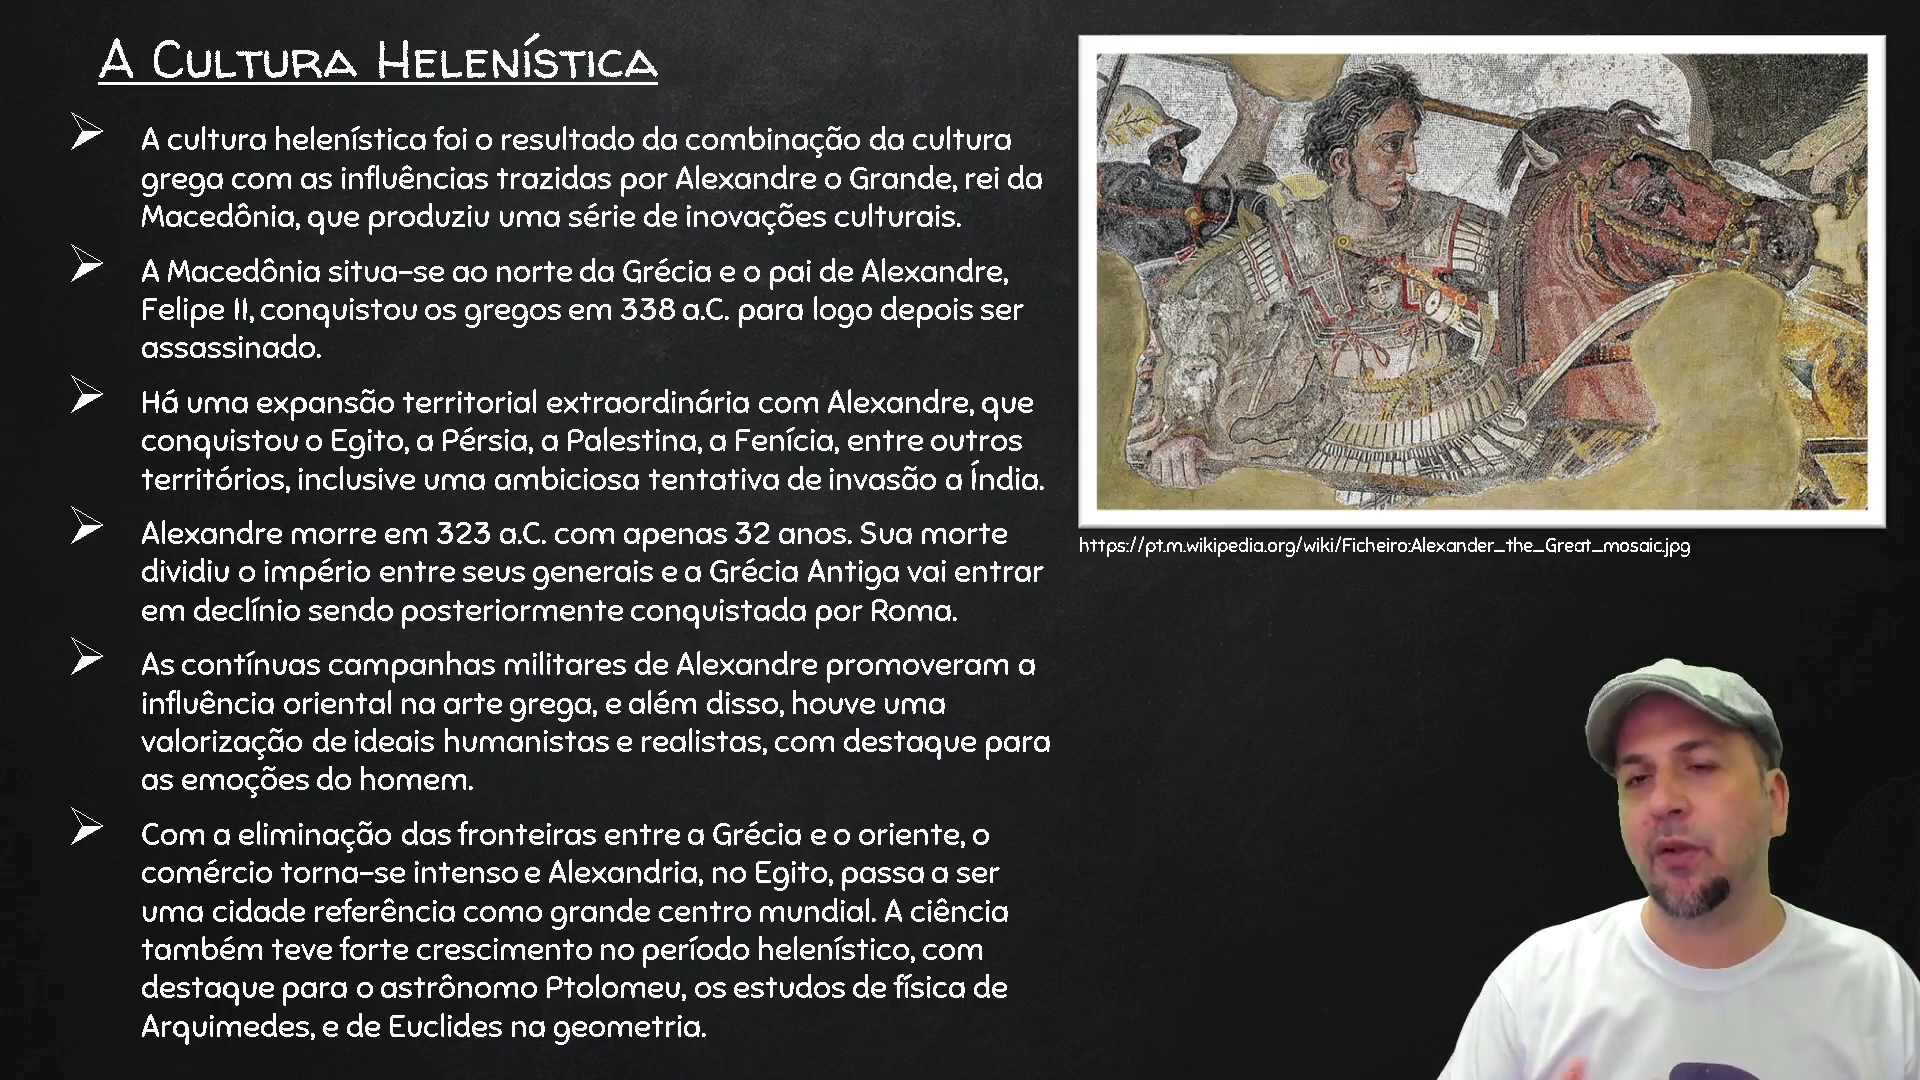 A Cultura Helenística
A cultura helenística foi o resultado da combinação da cultura
grega com as influências trazidas por Alexandre o Grande, rei da
Macedônia, que produziu uma série de inovações culturais.
A Macedônia situa-se ao norte da Grécia e o pai de Alexandre,
Felipe II, conquistou os gregos em 338 a.C. para logo depois ser
assassinado.
Há uma expansão territorial extraordinária com Alexandre, que
conquistou o Egito, a Pérsia, a Palestina, a Fenícia, entre outros
territórios, inclusive uma ambiciosa tentativa de invasão a Índia.
Alexandre morre em 323 a.C. com apenas 32 anos. Sua morte
dividiu o império entre seus generais e a Grécia Antiga vai entrar
em declínio sendo posteriormente conquistada por Roma.
As contínuas campanhas militares de Alexandre promoveram a
influência oriental na arte grega, e além disso, houve uma
valorização de ideais humanistas e realistas, com destaque para
as emoções do homem.
Com a eliminação das fronteiras entre a Grécia e o oriente, o
comércio torna-se intenso e Alexandria, no Egito, passa a ser
uma cidade referência como grande centro mundial. A ciência
também teve forte crescimento no período helenístico, com
destaque para o astrônomo Ptolomeu, os estudos de física de
Arquimedes, e de Euclides na geometria.
https://pt.m.wikipedia.org/wiki/Ficheiro:Alexander_the_Great_mosaic.jpg